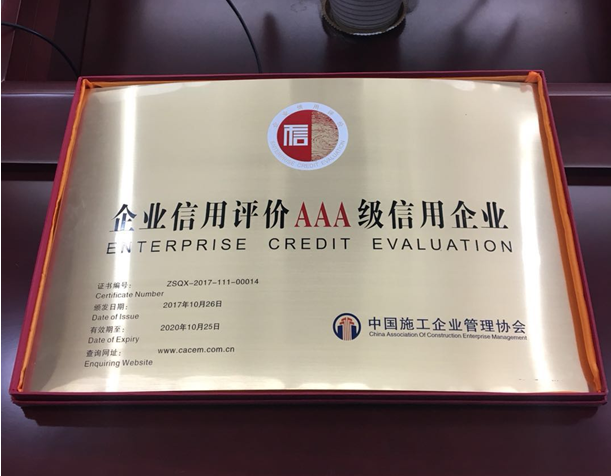 信
CREDIT
企业信用评价AAA级信用企业
ENTERPRISE CREDIT EVALUATION
证书编号: ZSQX-2017-111-00014
Certificate Number
颁发日期: 2017年10月26日
Date of Issue
有效期至: 2020年10月25日
Date of Expiry
查询网址: www.cacem.com.cn
Enquiring Website
中国施工企业管理协会
China Association Of Construction Enterprise Management